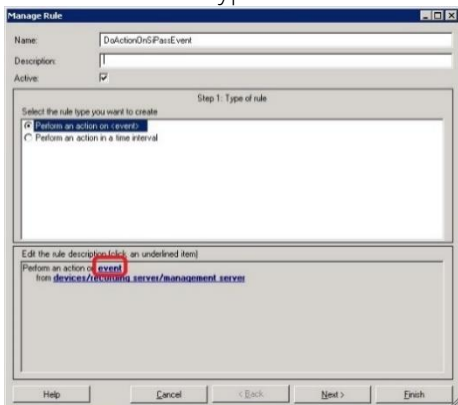 Manage Rule
Name: DoActionOnSiPassEvent
Description:
Active:
Step 1: Type of rule
Select the rule type you want to create
Perform an action on <event>
Perform an action in a time interval
Edit the rule description (click an underlined item)
Perform an action on event
from devices/recording server/management server
Help Cancel < Back Next > Finish